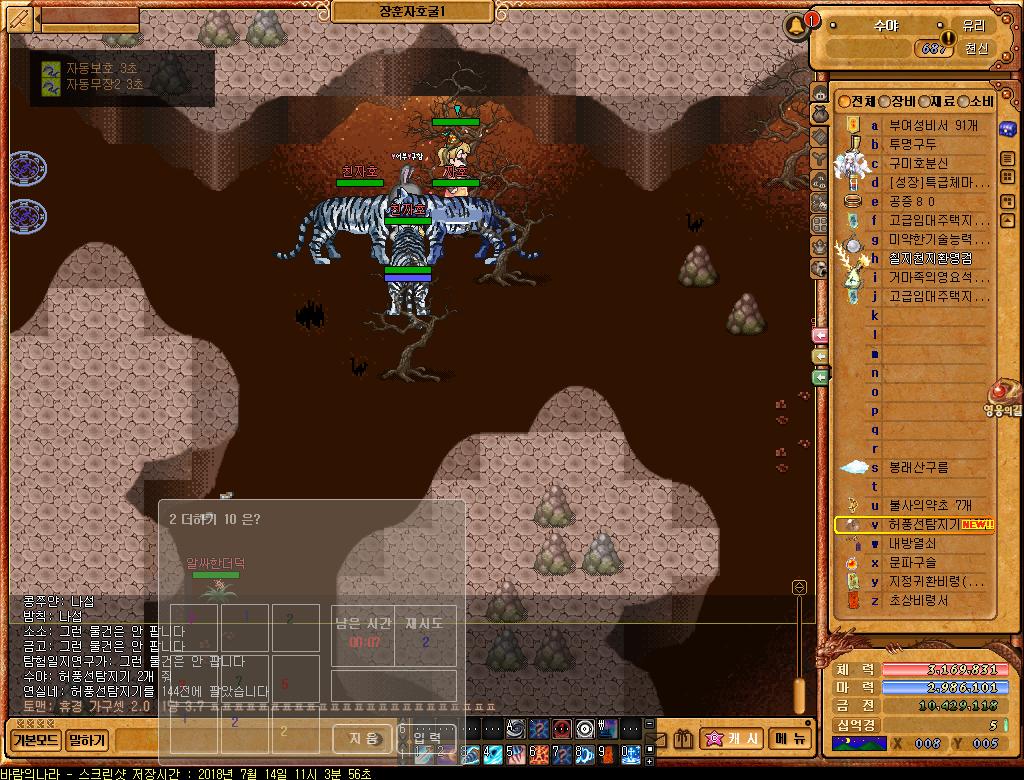 장훈자호굴1
1
수야
유리
687 천신
자동보호 3초
자동무장2 3초
전체 장비 재료 소비
a 부여성비서 91개
b 투명구두
c 구미호분신
d [성장]특급체마...
e 공증８０
f 고급임대주택지...
g 미약한기술능력...
h 칠지천지환영검
i 거마족의영요석...
j 고급임대주택지...
k
l
m
n
o
p
q
r
s 봉래산구름
t
u 불사의약초 7개
v 허풍선탐지기 NEW!!
w 내방열쇠
x 문파구슬
y 지정귀환비령(...
z 초상비령서
영웅의길
친자호
자호
친자호
2 더하기 10 은?
알싸한더덕
남은 시간 재시도
00:07 2
지움 입력
콩쭈얀: 나섭
밤칙: 나섭
소소: 그런 물건은 안 팝니다
금고: 그런 물건은 안 팝니다
탐험일지연구가: 그런 물건은 안 팝니다
수야: 허풍선탐지기 2개 줘
연실네: 허풍선탐지기를 144전에 팔았습니다
기본모드 말하기
캐시 메뉴
체력 3,169,831
마력 2,986,101
금전 10,429,118
십억경 5
X 008 Y 005
바람의나라 - 스크린샷 저장시간 : 2018년 7월 14일 11시 3분 56초